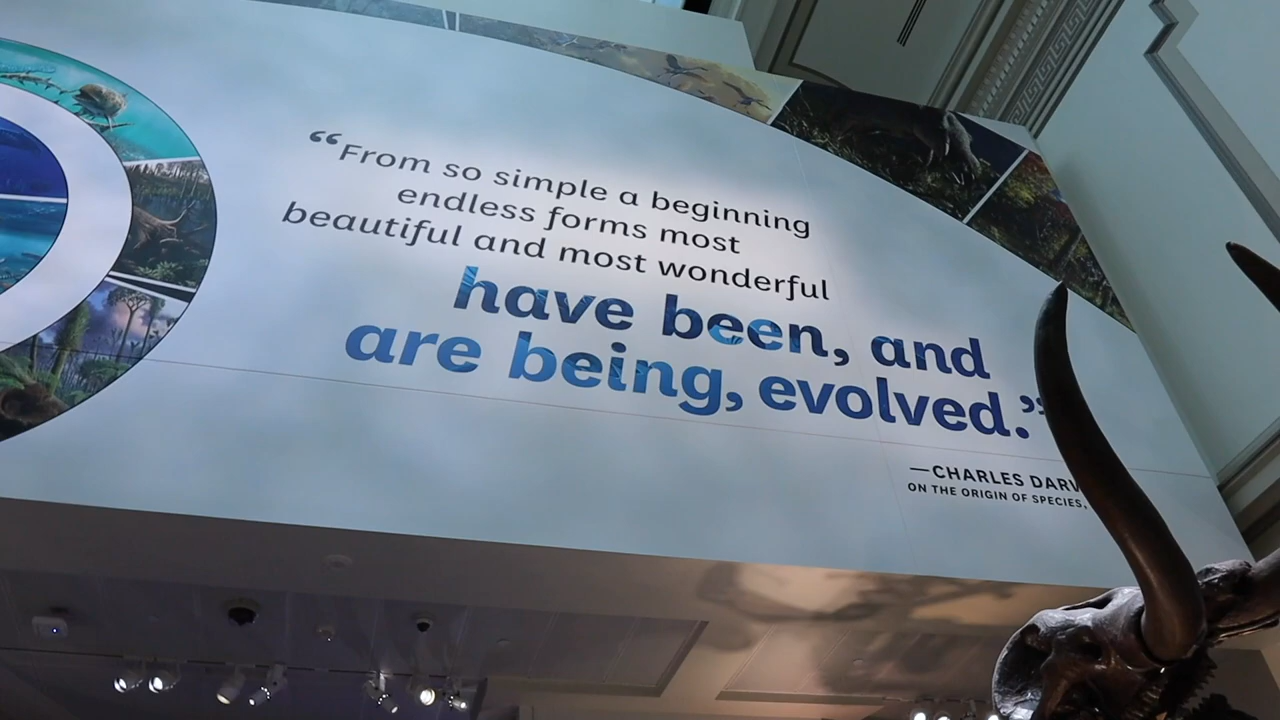 “From so simple a beginning
endless forms most
beautiful and most wonderful
have been, and
are being, evolved.”
—CHARLES
ON THE ORIGIN OF SPECIES,